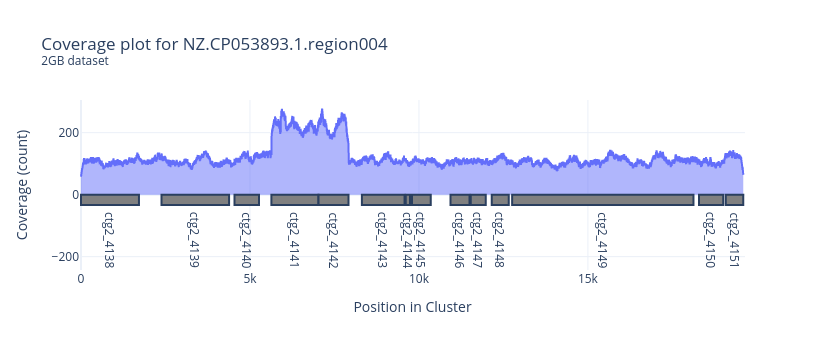 Coverage plot for NZ.CP053893.1.region004
2GB dataset
Coverage (count)
200
0
−200
ctg2_4138
ctg2_4139
ctg2_4140
ctg2_4141
ctg2_4142
ctg2_4143
ctg2_4144
ctg2_4145
ctg2_4146
ctg2_4147
ctg2_4148
ctg2_4149
ctg2_4150
ctg2_4151
0
5k
10k
15k
Position in Cluster